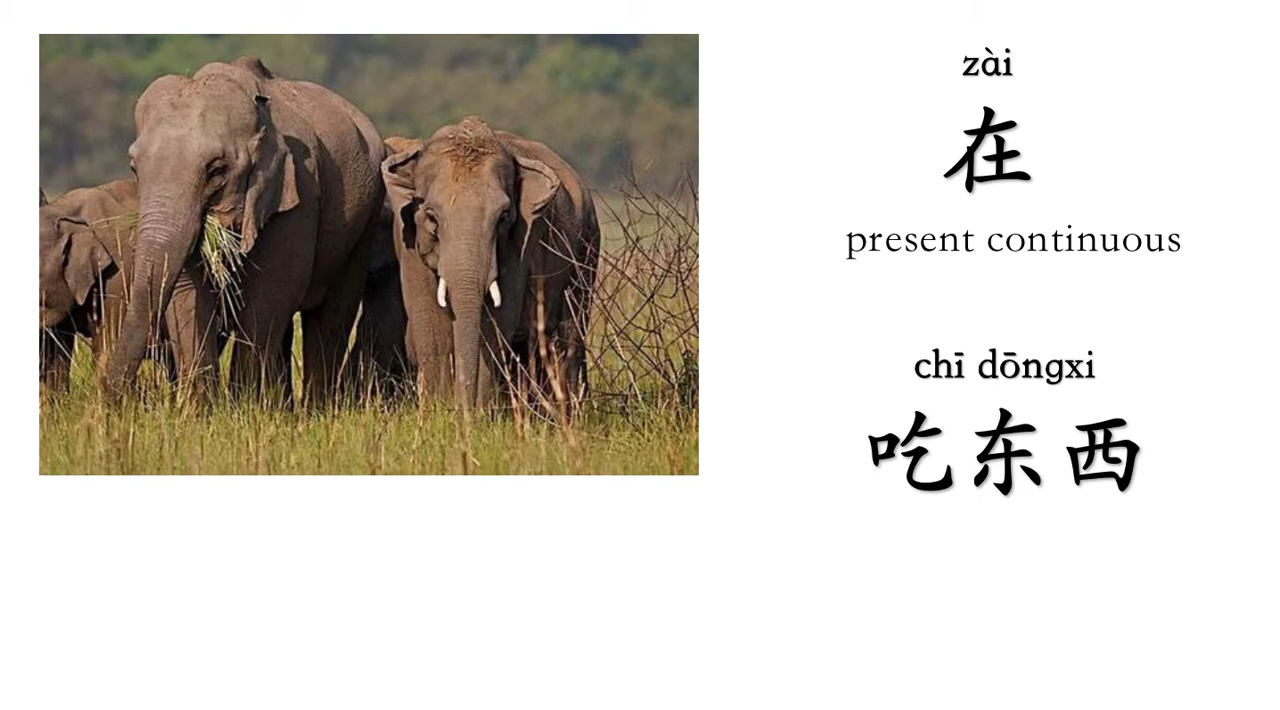 zài
在
present continuous
chī dōngxi
吃东西